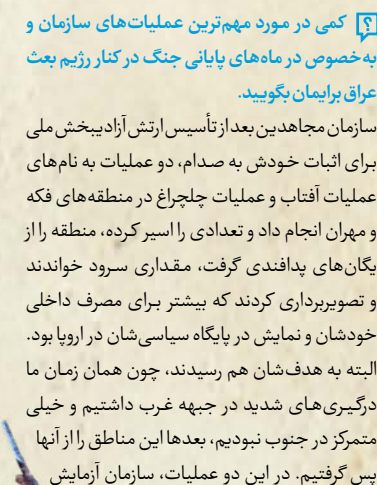 ؟ کمی در مورد مهم‌ترین عملیات‌های سازمان و
به‌خصوص در ماه‌های پایانی جنگ در کنار رژیم بعث
عراق برایمان بگویید.
سازمان مجاهدین بعد از تأسیس ارتش آزادیبخش ملی
برای اثبات خودش به صدام، دو عملیات به نام‌های
عملیات آفتاب و عملیات چلچراغ در منطقه‌های فکه
و مهران انجام داد و تعدادی را اسیر کرده، منطقه را از
یگان‌های پدافندی گرفت، مقداری سرود خواندند
و تصویربرداری کردند که بیشتر برای مصرف داخلی
خودشان و نمایش در پایگاه سیاسی‌شان در اروپا بود.
البته به هدف‌شان هم رسیدند، چون همان زمان ما
درگیری‌های شدید در جبهه غرب داشتیم و خیلی
متمرکز در جنوب نبودیم، بعدها این مناطق را از آنها
پس گرفتیم. در این دو عملیات، سازمان آزمایش